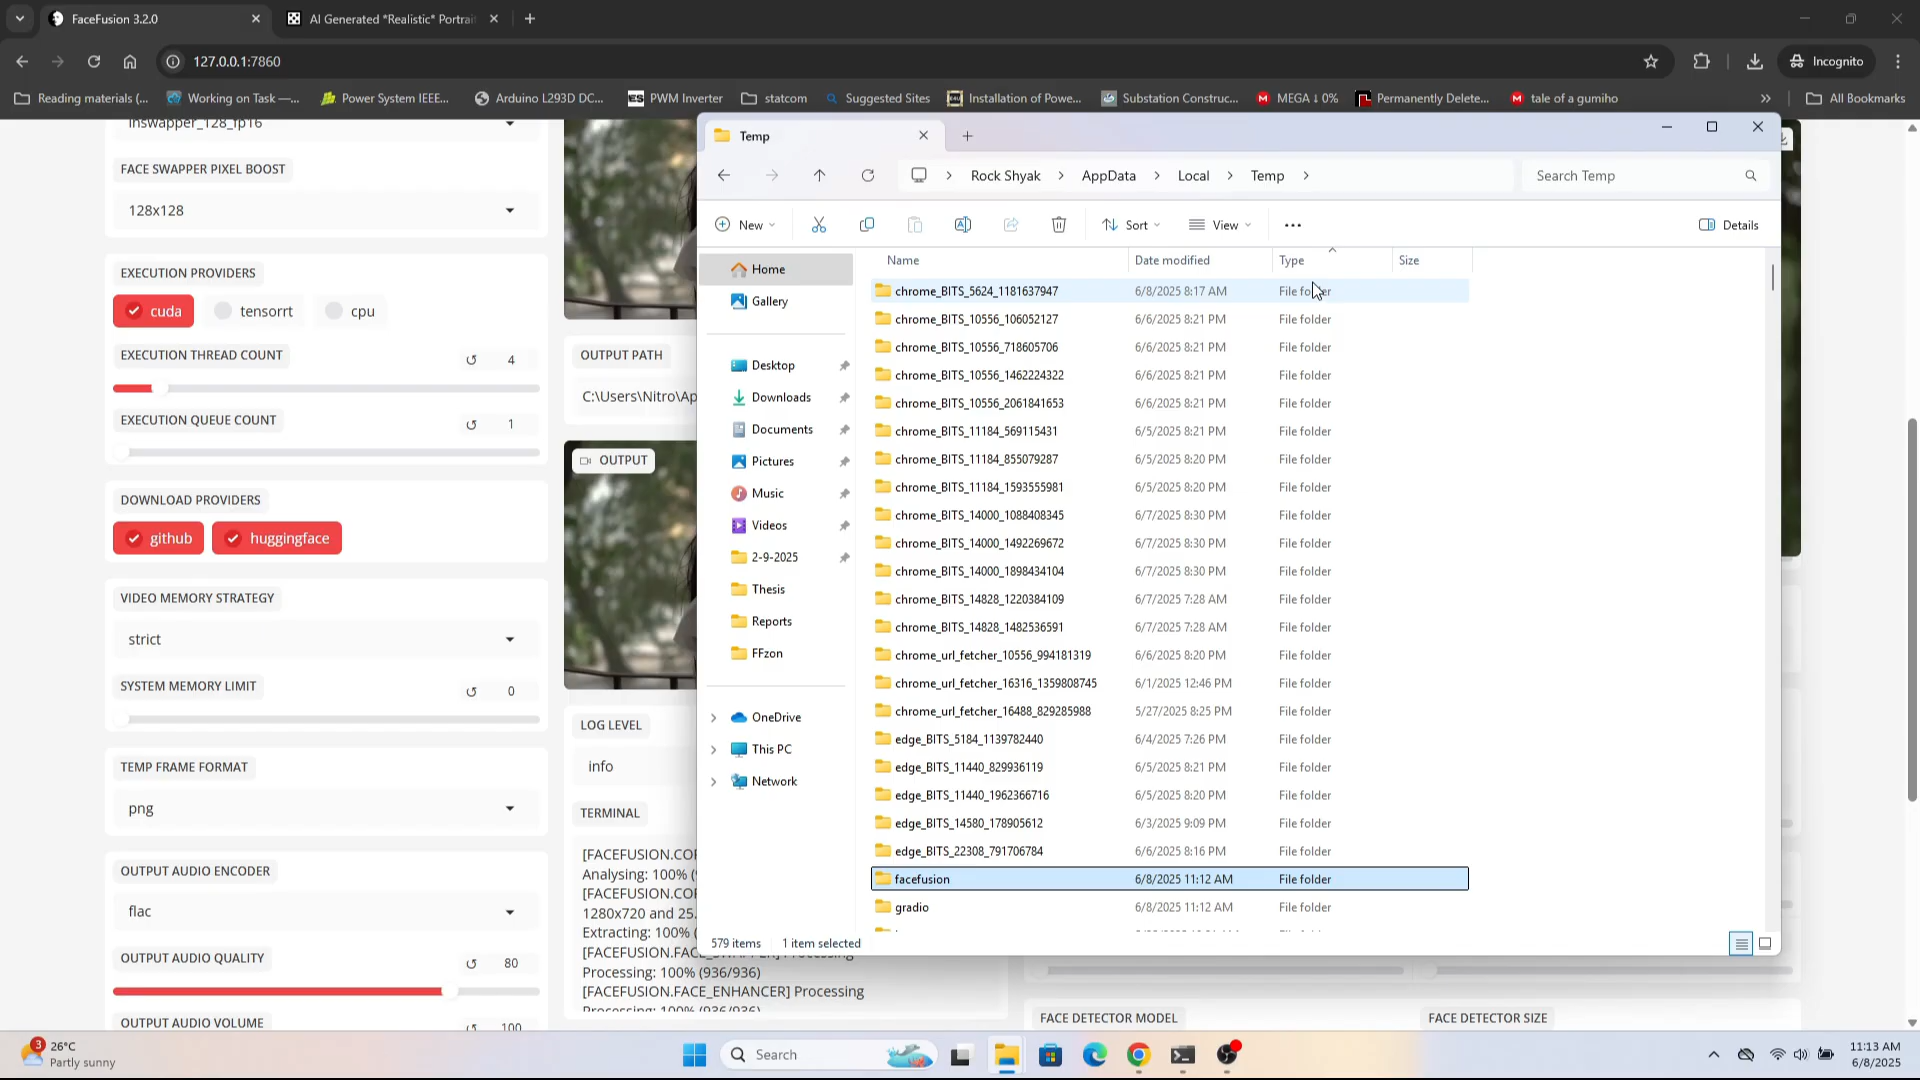 FaceFusion 3.2.0
AI Generated *Realistic* Portrai
127.0.0.1:7860
Incognito
Reading materials (...
Working on Task —...
Power System IEEE...
Arduino L293D DC...
ES PWM Inverter
statcom
Suggested Sites
Installation of Powe...
Substation Construc...
MEGA ↓ 0%
Permanently Delete...
tale of a gumiho
All Bookmarks
inswapper_128_fp16
FACE SWAPPER PIXEL BOOST
128x128
EXECUTION PROVIDERS
cuda
tensorrt
cpu
EXECUTION THREAD COUNT
4
EXECUTION QUEUE COUNT
1
DOWNLOAD PROVIDERS
github
huggingface
VIDEO MEMORY STRATEGY
strict
SYSTEM MEMORY LIMIT
0
TEMP FRAME FORMAT
png
OUTPUT AUDIO ENCODER
flac
OUTPUT AUDIO QUALITY
80
OUTPUT AUDIO VOLUME
100
OUTPUT PATH
C:\Users\Nitro\Ap
OUTPUT
LOG LEVEL
info
TERMINAL
[FACEFUSION.COR
Analysing: 100% (
[FACEFUSION.COR
1280x720 and 25.
Extracting: 100% (
[FACEFUSION.FACE_SWAPPER] Processing
Processing: 100% (936/936)
[FACEFUSION.FACE_ENHANCER] Processing
Processing: 100% (936/936)
Temp
Rock Shyak > AppData > Local > Temp >
Search Temp
New
Sort
View
Details
Home
Gallery
Desktop
Downloads
Documents
Pictures
Music
Videos
2-9-2025
Thesis
Reports
FFzon
OneDrive
This PC
Network
Name Date modified Type Size
chrome_BITS_5624_1181637947 6/8/2025 8:17 AM File folder
chrome_BITS_10556_106052127 6/6/2025 8:21 PM File folder
chrome_BITS_10556_718605706 6/6/2025 8:21 PM File folder
chrome_BITS_10556_1462224322 6/6/2025 8:21 PM File folder
chrome_BITS_10556_2061841653 6/6/2025 8:21 PM File folder
chrome_BITS_11184_569115431 6/5/2025 8:21 PM File folder
chrome_BITS_11184_855079287 6/5/2025 8:20 PM File folder
chrome_BITS_11184_1593555981 6/5/2025 8:20 PM File folder
chrome_BITS_14000_1088408345 6/7/2025 8:30 PM File folder
chrome_BITS_14000_1492269672 6/7/2025 8:30 PM File folder
chrome_BITS_14000_1898434104 6/7/2025 8:30 PM File folder
chrome_BITS_14828_1220384109 6/7/2025 7:28 AM File folder
chrome_BITS_14828_1482536591 6/7/2025 7:28 AM File folder
chrome_url_fetcher_10556_994181319 6/6/2025 8:20 PM File folder
chrome_url_fetcher_16316_1359808745 6/1/2025 12:46 PM File folder
chrome_url_fetcher_16488_829285988 5/27/2025 8:25 PM File folder
edge_BITS_5184_1139782440 6/4/2025 7:26 PM File folder
edge_BITS_11440_829936119 6/5/2025 8:21 PM File folder
edge_BITS_11440_1962366716 6/5/2025 8:20 PM File folder
edge_BITS_14580_178905612 6/3/2025 9:09 PM File folder
edge_BITS_22308_791706784 6/6/2025 8:16 PM File folder
facefusion 6/8/2025 11:12 AM File folder
gradio 6/8/2025 11:12 AM File folder
579 items 1 item selected
FACE DETECTOR MODEL
FACE DETECTOR SIZE
3
26°C
Partly sunny
Search
11:13 AM
6/8/2025